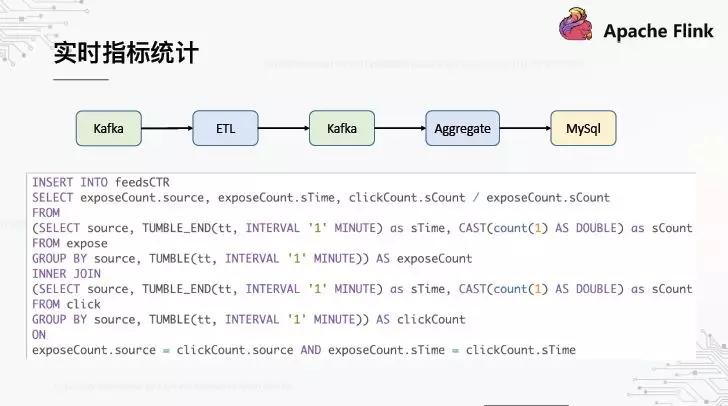 Apache Flink
实时指标统计
Kafka
ETL
Kafka
Aggregate
MySql
INSERT INTO feedsCTR
SELECT exposeCount.source, exposeCount.sTime, clickCount.sCount / exposeCount.sCount
FROM
(SELECT source, TUMBLE_END(tt, INTERVAL '1' MINUTE) as sTime, CAST(count(1) AS DOUBLE) as sCount
FROM expose
GROUP BY source, TUMBLE(tt, INTERVAL '1' MINUTE)) AS exposeCount
INNER JOIN
(SELECT source, TUMBLE_END(tt, INTERVAL '1' MINUTE) as sTime, CAST(count(1) AS DOUBLE) as sCount
FROM click
GROUP BY source, TUMBLE(tt, INTERVAL '1' MINUTE)) AS clickCount
ON
exposeCount.source = clickCount.source AND exposeCount.sTime = clickCount.sTime